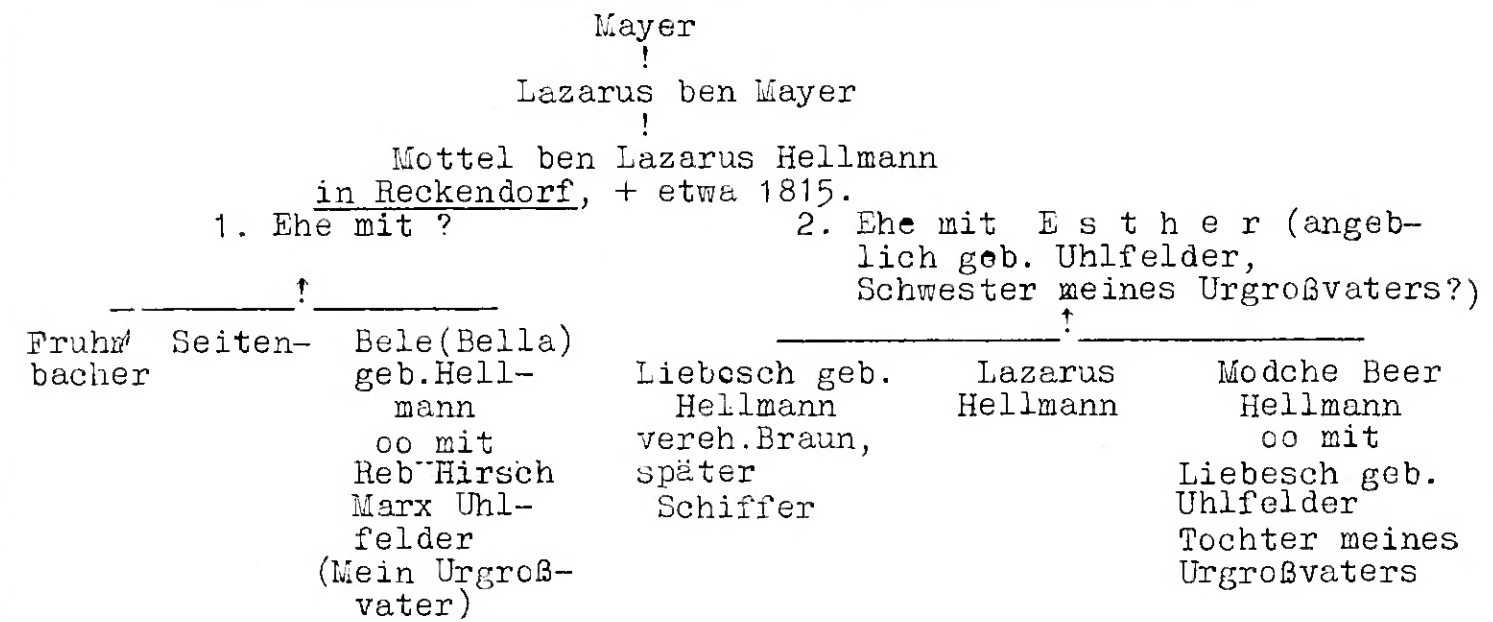 Mayer
!
Lazarus ben Mayer
!
Mottel ben Lazarus Hellmann
in Reckendorf, + etwa 1815.
1. Ehe mit ?
2. Ehe mit E s t h e r (angeb-
lich geb. Uhlfelder,
Schwester meines Urgroßvaters?)
!
!
Fruhm
bacher
Seiten-
Bele(Bella)
geb.Hell-
mann
oo mit
Reb Hirsch
Marx Uhl-
felder
(Mein Urgroß-
vater)
Liebesch geb.
Hellmann
vereh.Braun,
später
Schiffer
Lazarus
Hellmann
Modche Beer
Hellmann
oo mit
Liebesch geb.
Uhlfelder
Tochter meines
Urgroßvaters